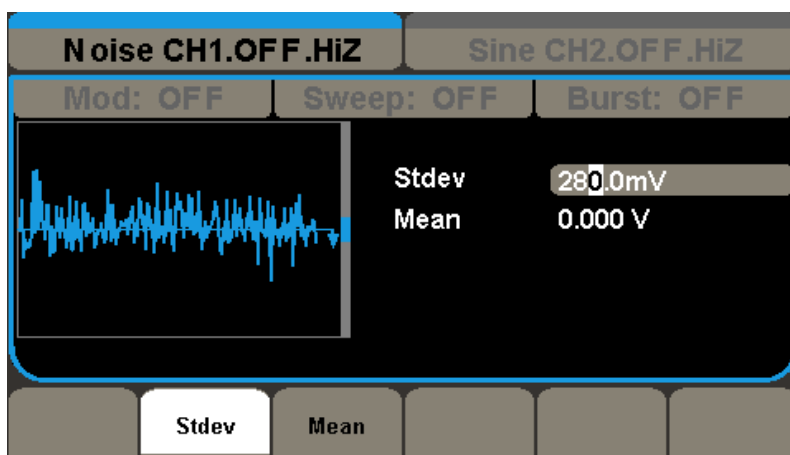 Noise CH1.OFF.HiZ
Sine CH2.OFF.HiZ
Mod: OFF
Sweep: OFF
Burst: OFF
Stdev 280.0mV
Mean 0.000 V
Stdev
Mean